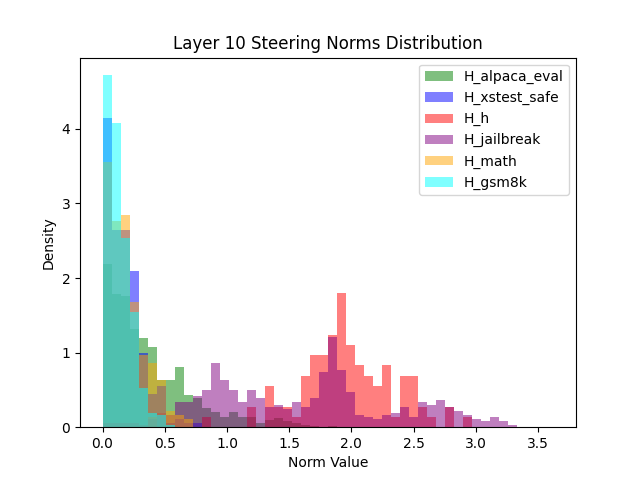 Layer 10 Steering Norms Distribution
H_alpaca_eval
H_xstest_safe
H_h
H_jailbreak
H_math
H_gsm8k
Density
4
3
2
1
0
0.0 0.5 1.0 1.5 2.0 2.5 3.0 3.5
Norm Value